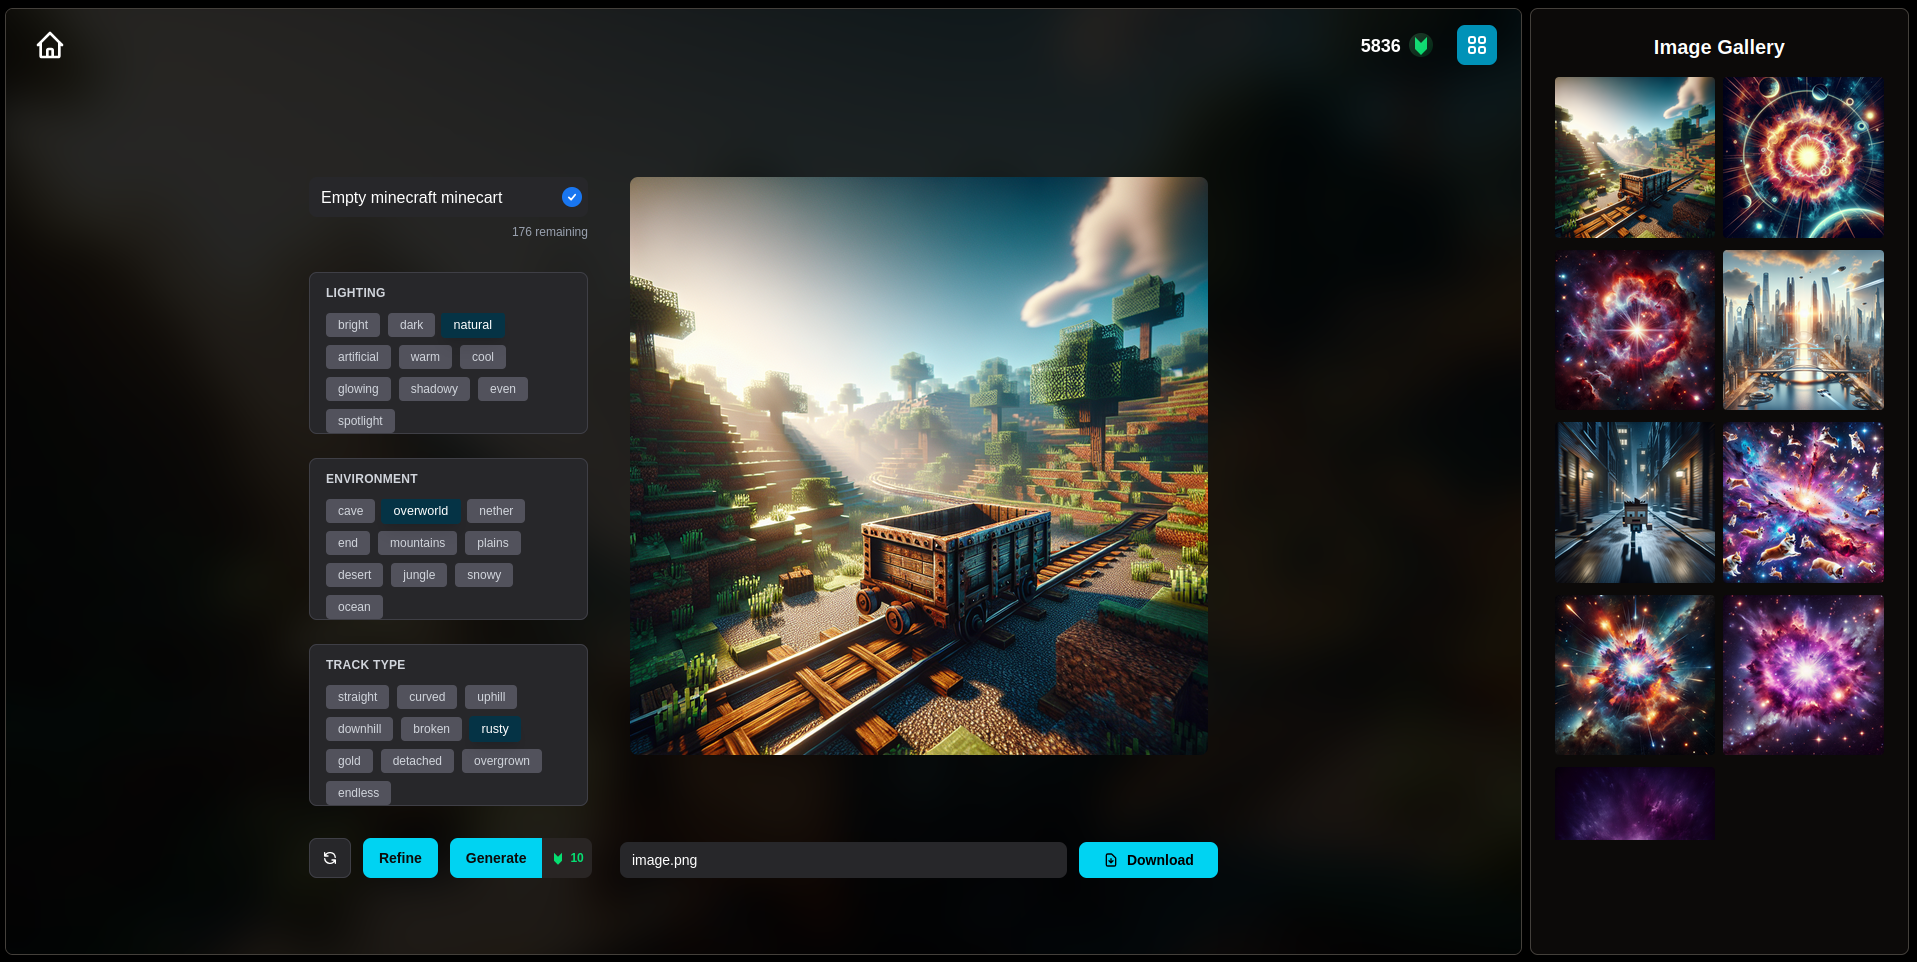 5836
Image Gallery
Empty minecraft minecart
176 remaining
LIGHTING
bright dark natural
artificial warm cool
glowing shadowy even
spotlight
ENVIRONMENT
cave overworld nether
end mountains plains
desert jungle snowy
ocean
TRACK TYPE
straight curved uphill
downhill broken rusty
gold detached overgrown
endless
Refine Generate 10
image.png
Download